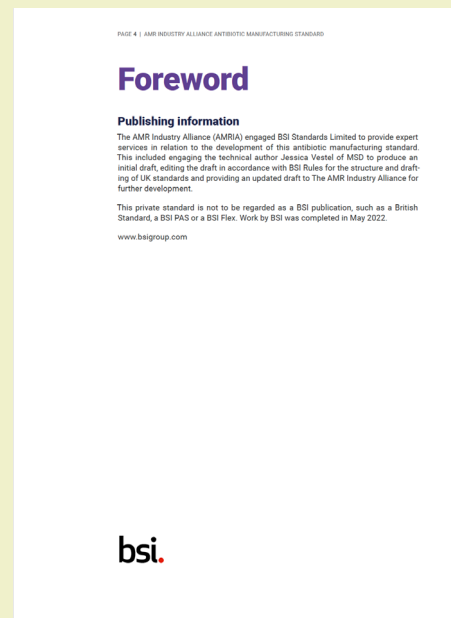 PAGE 4 | AMR INDUSTRY ALLIANCE ANTIBIOTIC MANUFACTURING STANDARD
Foreword
Publishing information
The AMR Industry Alliance (AMRIA) engaged BSI Standards Limited to provide expert
services in relation to the development of this antibiotic manufacturing standard.
This included engaging the technical author Jessica Vestel of MSD to produce an
initial draft, editing the draft in accordance with BSI Rules for the structure and draft-
ing of UK standards and providing an updated draft to The AMR Industry Alliance for
further development.
This private standard is not to be regarded as a BSI publication, such as a British
Standard, a BSI PAS or a BSI Flex. Work by BSI was completed in May 2022.
www.bsigroup.com
bsi.